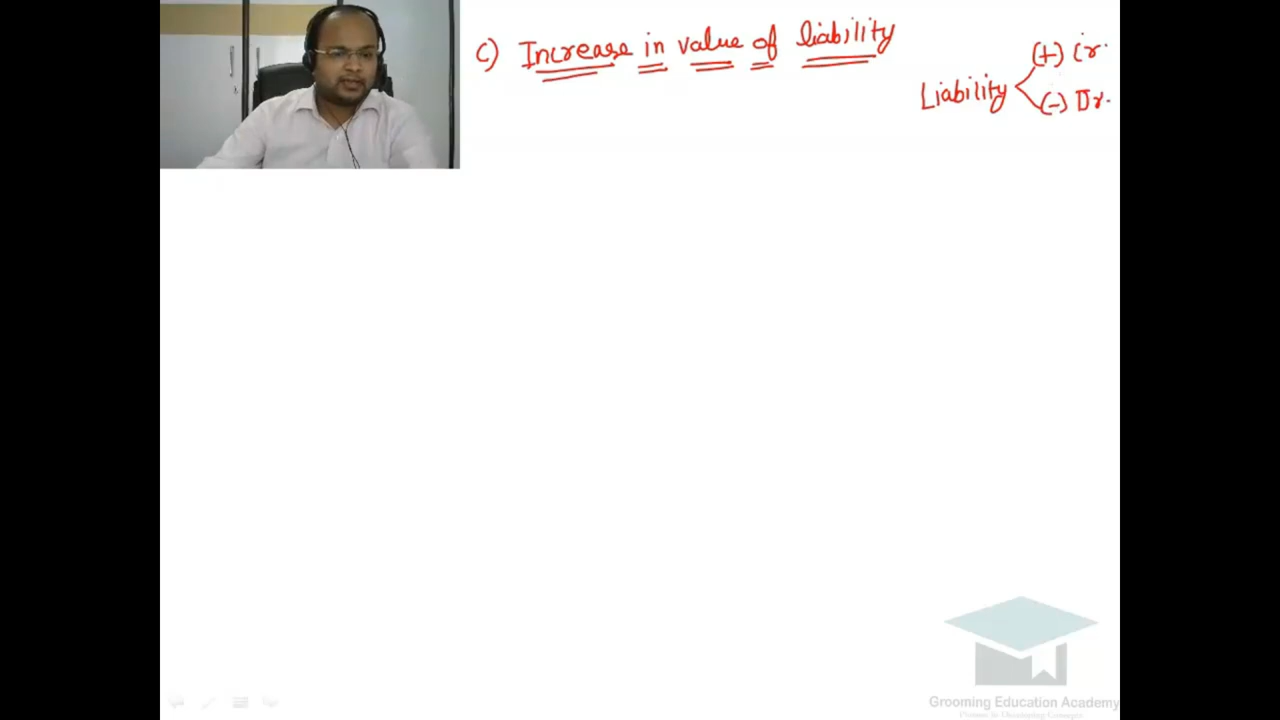 c) Increase in value of liability
(+) Cr.
Liability
(-) Dr.
Grooming Education Academy